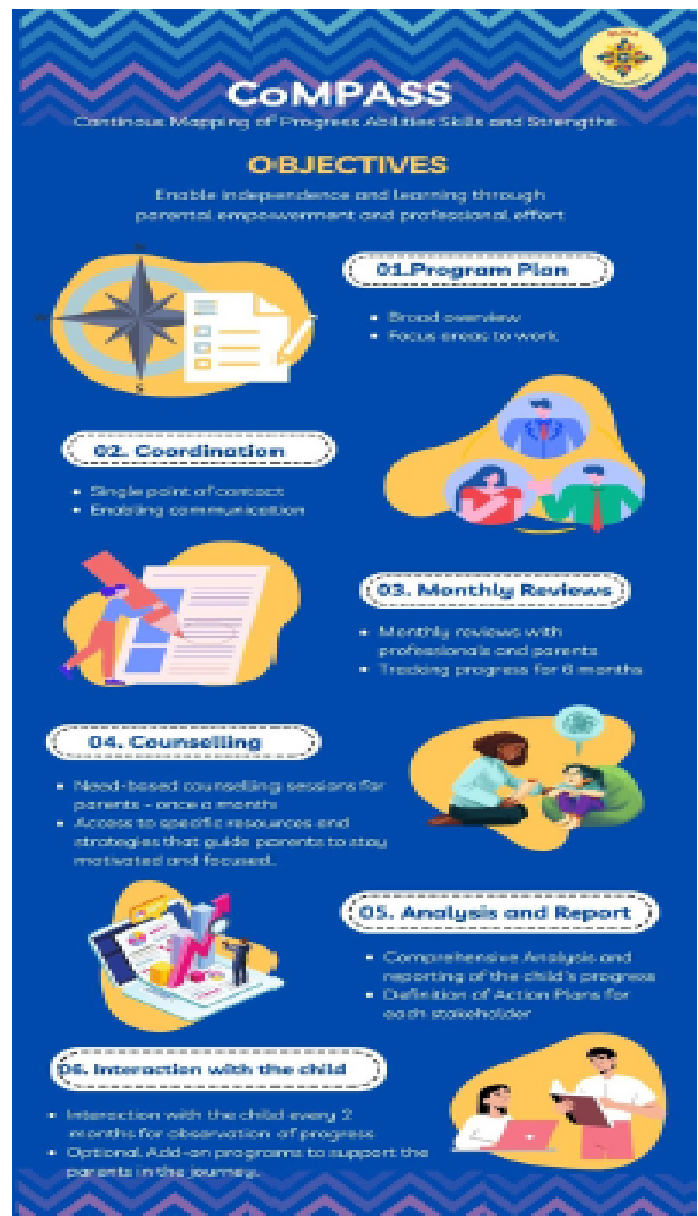 CoMPASS
Continous Mapping of Progress Abilities Skills and Strengths
OBJECTIVES
Enable independence and learning through
parental empowerment and professional effort
01.Program Plan
• Broad overview
• Focus areas to work
02. Coordination
• Single point of contact
• Enabling communication
03. Monthly Reviews
• Monthly reviews with
professionals and parents
• Tracking progress for 6 months
04. Counselling
• Need-based counselling sessions for
parents - once a month
• Access to specific resources and
strategies that guide parents to stay
motivated and focused.
05. Analysis and Report
• Comprehensive Analysis and
reporting of the child's progress
• Definition of Action Plans for
each stakeholder
06. Interaction with the child
• Interaction with the child every 2
months for observation of progress
• Optional Add-on programs to support the
parents in the journey.